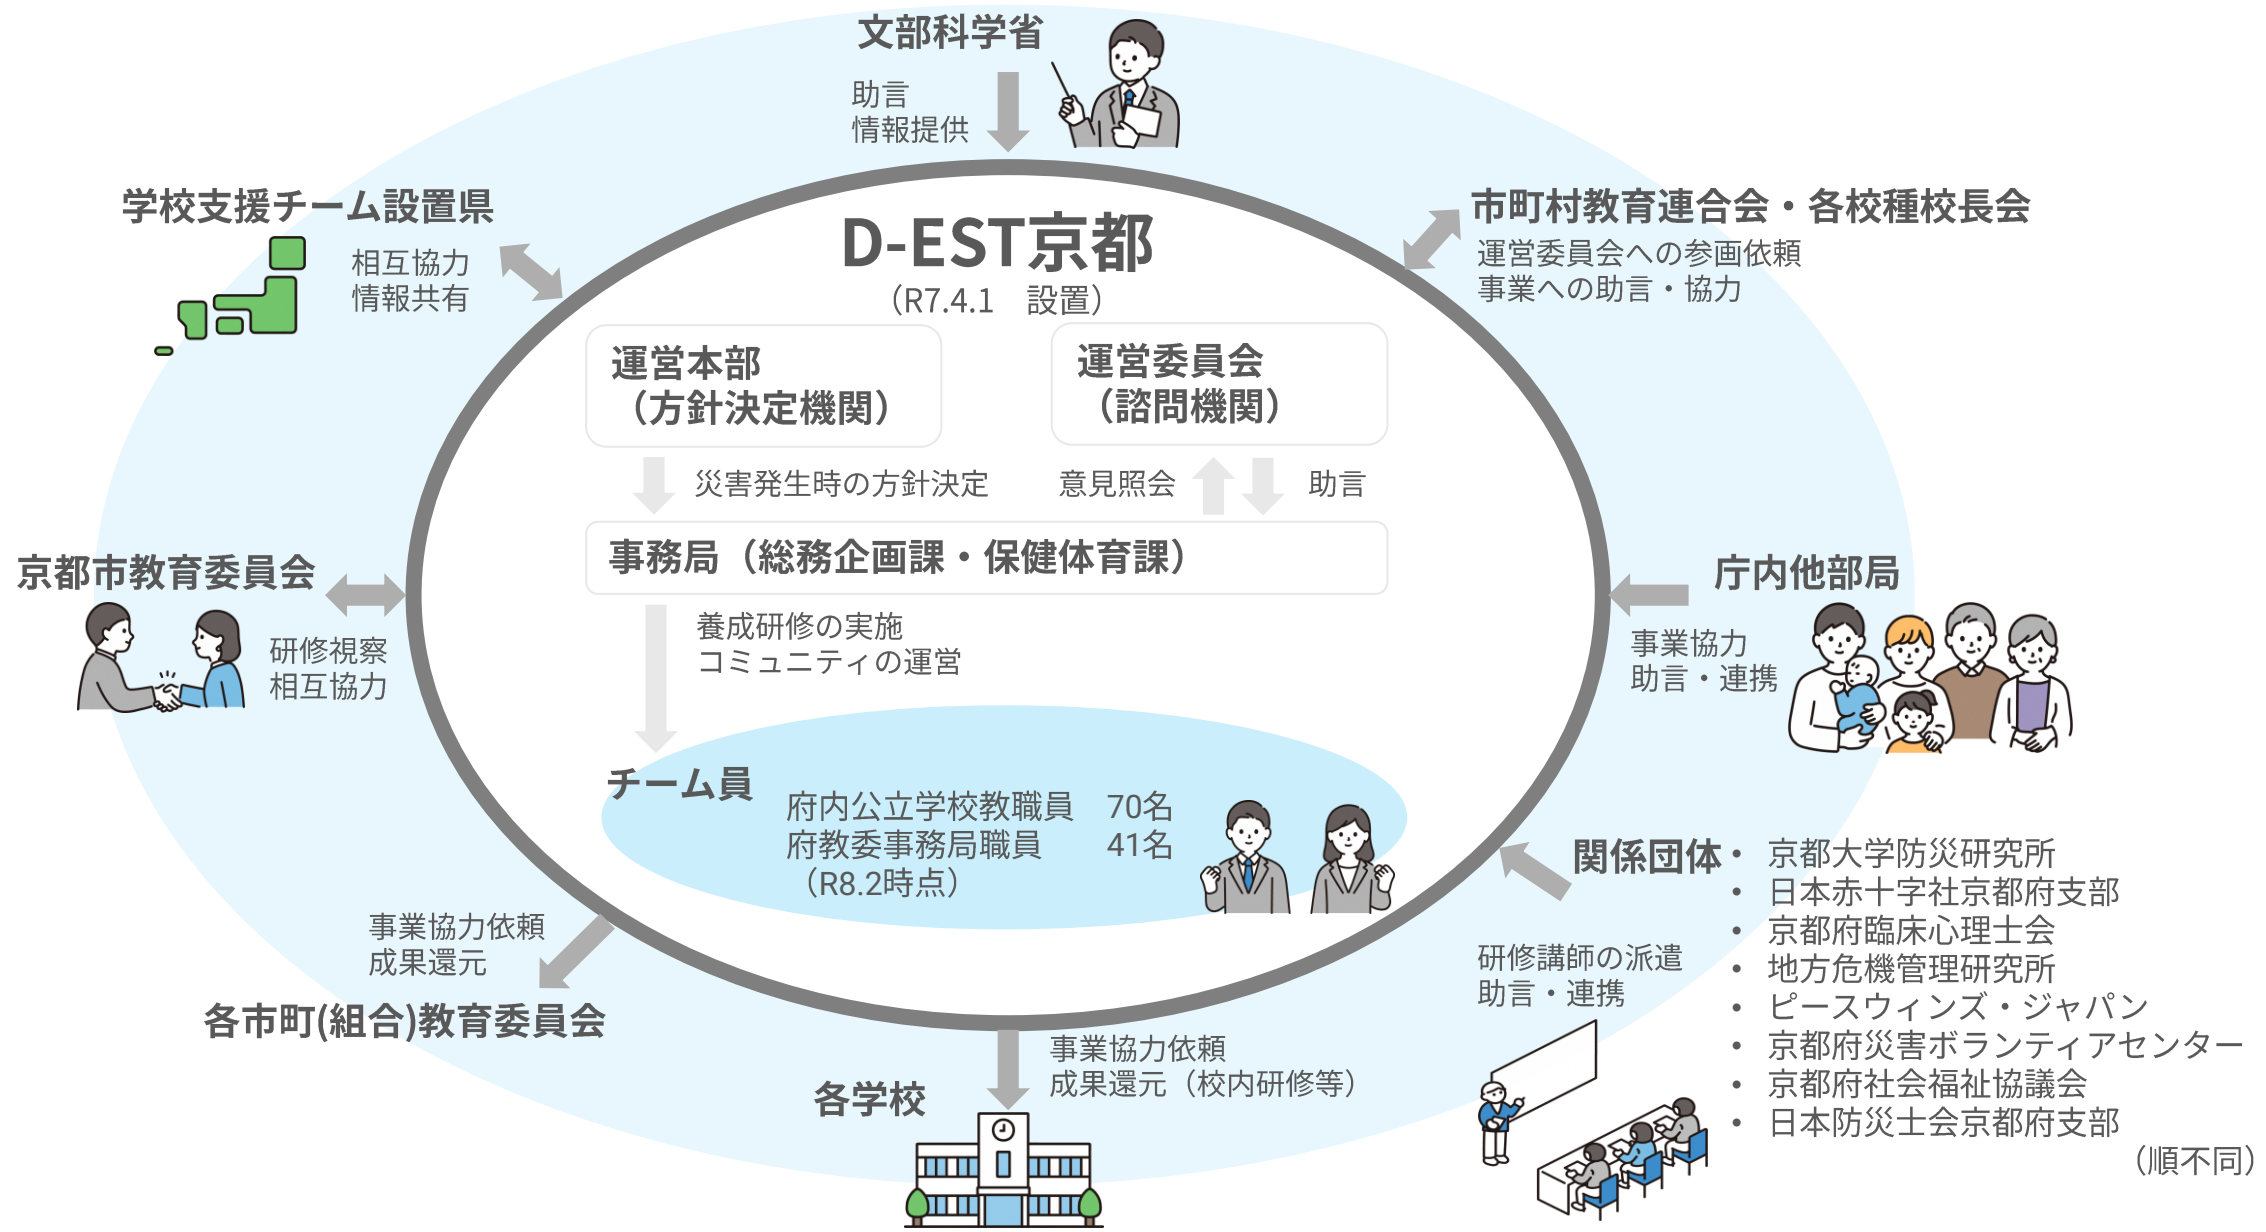 文部科学省
助言
情報提供
学校支援チーム設置県
相互協力
情報共有
市町村教育連合会・各校種校長会
運営委員会への参画依頼
事業への助言・協力
D-EST京都
（R7.4.1　設置）
運営本部
（方針決定機関）
運営委員会
（諮問機関）
災害発生時の方針決定
意見照会
助言
事務局（総務企画課・保健体育課）
養成研修の実施
コミュニティの運営
京都市教育委員会
研修視察
相互協力
庁内他部局
事業協力
助言・連携
チーム員
府内公立学校教職員　70名
府教委事務局職員　　41名
（R8.2時点）
関係団体
• 京都大学防災研究所
• 日本赤十字社京都府支部
• 京都府臨床心理士会
• 地方危機管理研究所
• ピースウィンズ・ジャパン
• 京都府災害ボランティアセンター
• 京都府社会福祉協議会
• 日本防災士会京都府支部
（順不同）
研修講師の派遣
助言・連携
事業協力依頼
成果還元
各市町(組合)教育委員会
事業協力依頼
成果還元（校内研修等）
各学校